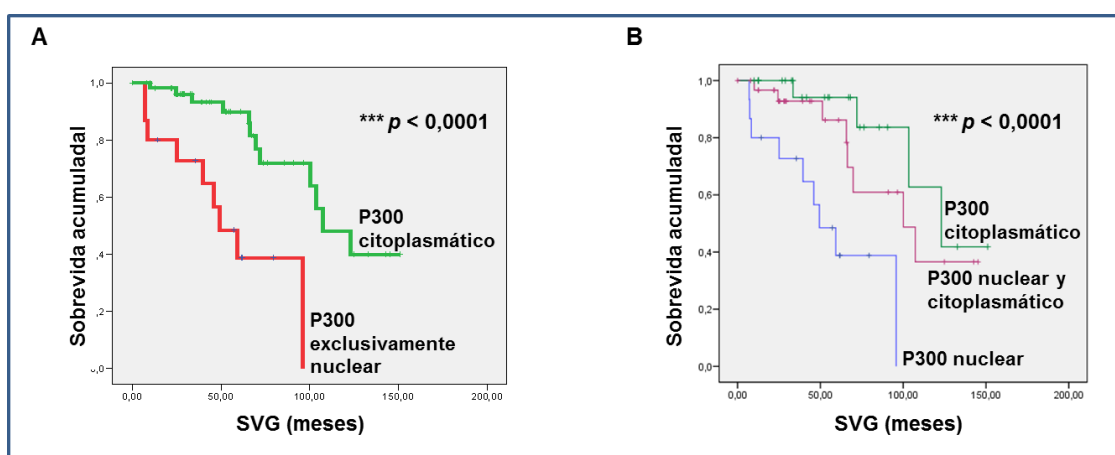 A
Sobrevida acumuladal
1,0
,8
,6
,4
,2
,0
*** p < 0,0001
P300
citoplasmático
P300
exclusivamente
nuclear
0,00
50,00
100,00
150,00
200,00
SVG (meses)
B
Sobrevida acumuladal
1,0
0,8
0,6
0,4
0,2
0,0
*** p < 0,0001
P300
citoplasmático
P300 nuclear y
citoplasmático
P300 nuclear
0,00
50,00
100,00
150,00
200,00
SVG (meses)